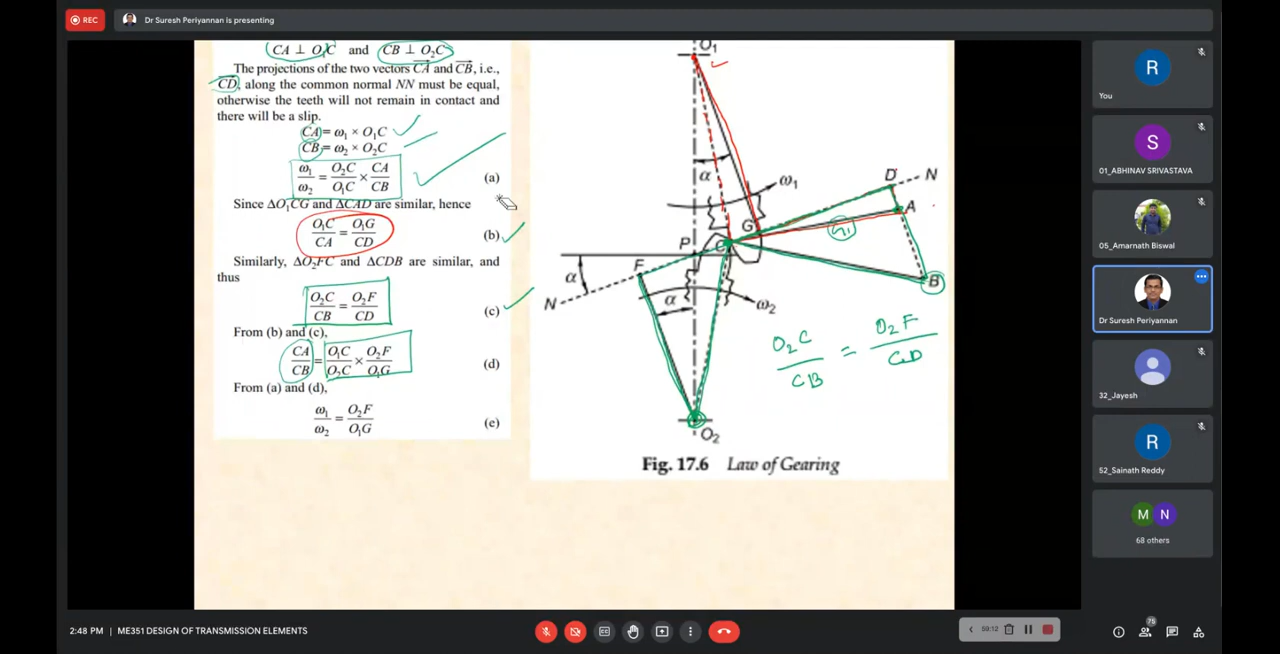 REC
Dr Suresh Periyannan is presenting
CA ⊥ O₁C and CB ⊥ O₂C
The projections of the two vectors CA and CB, i.e.,
CD, along the common normal NN must be equal,
otherwise the teeth will not remain in contact and
there will be a slip.
CA = ω₁ × O₁C
CB = ω₂ × O₂C
ω₁/ω₂ = O₂C/O₁C × CA/CB (a)
Since ΔO₁CG and ΔCAD are similar, hence
O₁C/CA = O₁G/CD (b)
Similarly, ΔO₂FC and ΔCDB are similar, and
thus
O₂C/CB = O₂F/CD (c)
From (b) and (c),
CA/CB = O₁C/O₂C × O₂F/O₁G (d)
From (a) and (d),
ω₁/ω₂ = O₂F/O₁G (e)
O₁
α
ω₁
D N
A
G
P C
F
B
α
N
α
ω₂
O₂C/CB = O₂F/CD
O₂
Fig. 17.6 Law of Gearing
R
You
S
01_ABHINAV SRIVASTAVA
05_Amarnath Biswal
Dr Suresh Periyannan
32_Jayesh
R
52_Sainath Reddy
M N
68 others
2:48 PM | ME351 DESIGN OF TRANSMISSION ELEMENTS
59:12
75